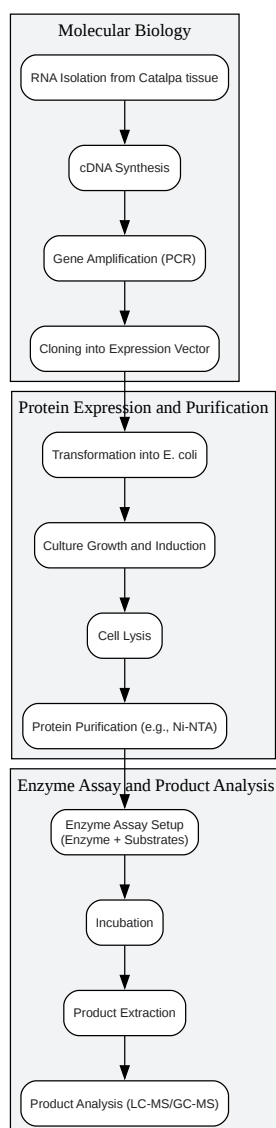 Molecular Biology
RNA Isolation from Catalpa tissue
cDNA Synthesis
Gene Amplification (PCR)
Cloning into Expression Vector
Protein Expression and Purification
Transformation into E. coli
Culture Growth and Induction
Cell Lysis
Protein Purification (e.g., Ni-NTA)
Enzyme Assay and Product Analysis
Enzyme Assay Setup
(Enzyme + Substrates)
Incubation
Product Extraction
Product Analysis (LC-MS/GC-MS)